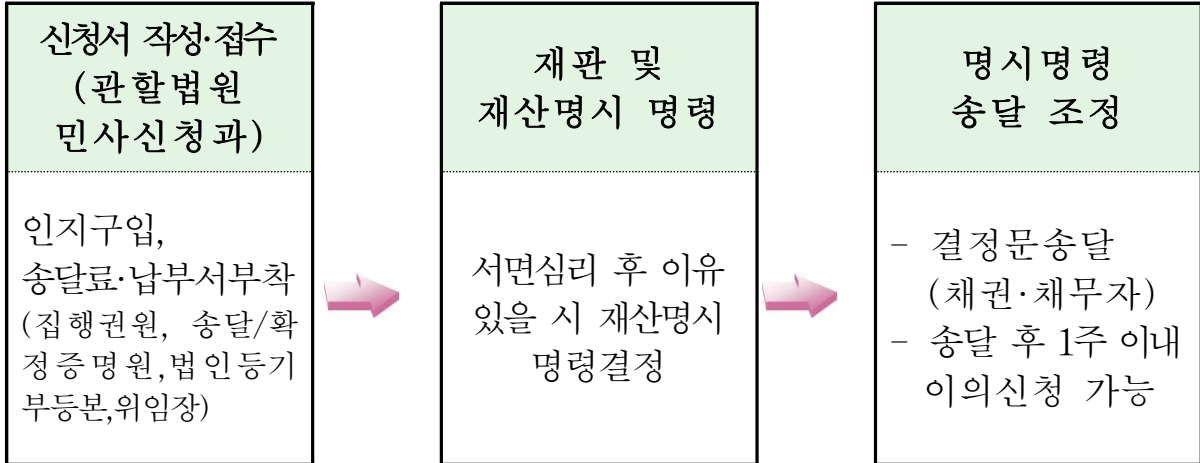 신청서 작성·접수
(관할법원
민사신청과)
인지구입,
송달료·납부서부착
(집행권원, 송달/확
정증명원,법인등기
부등본,위임장)
재판 및
재산명시 명령
서면심리 후 이유
있을 시 재산명시
명령결정
명시명령
송달 조정
- 결정문송달
(채권·채무자)
- 송달 후 1주 이내
이의신청 가능